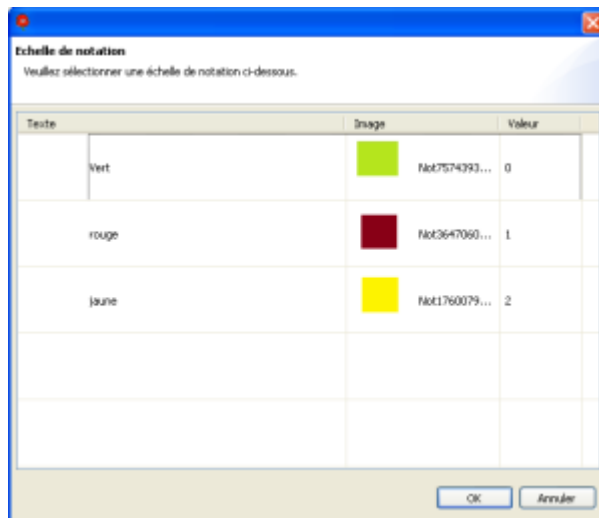 Echelle de notation
Veuillez sélectionner une échelle de notation ci-dessous.
Texte Image Valeur
Vert Not7574393... 0
rouge Not3647060... 1
jaune Not1760079... 2
OK Annuler